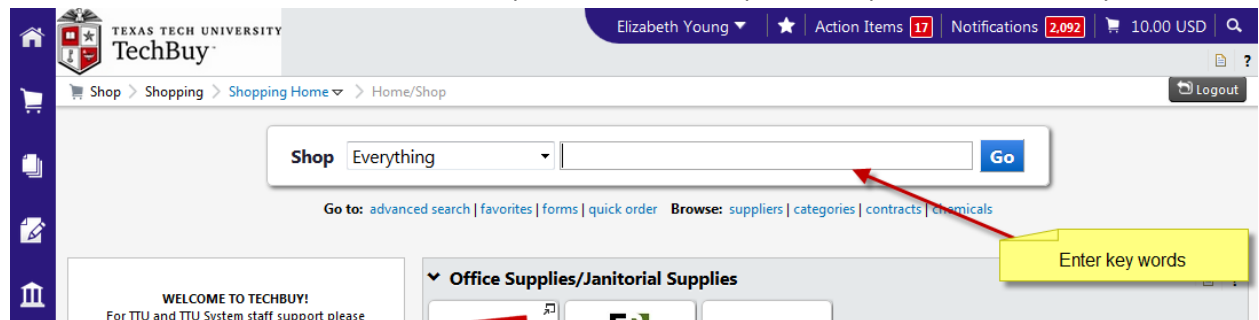 Elizabeth Young ▼ ★ Action Items 17 Notifications 2,092 10.00 USD
TEXAS TECH UNIVERSITY
TechBuy
?
Shop > Shopping > Shopping Home > Home/Shop Logout
Shop Everything Go
Go to: advanced search | favorites | forms | quick order Browse: suppliers | categories | contracts | chemicals
Enter key words
Office Supplies/Janitorial Supplies
WELCOME TO TECHBUY!
For TTU and TTU System staff support please